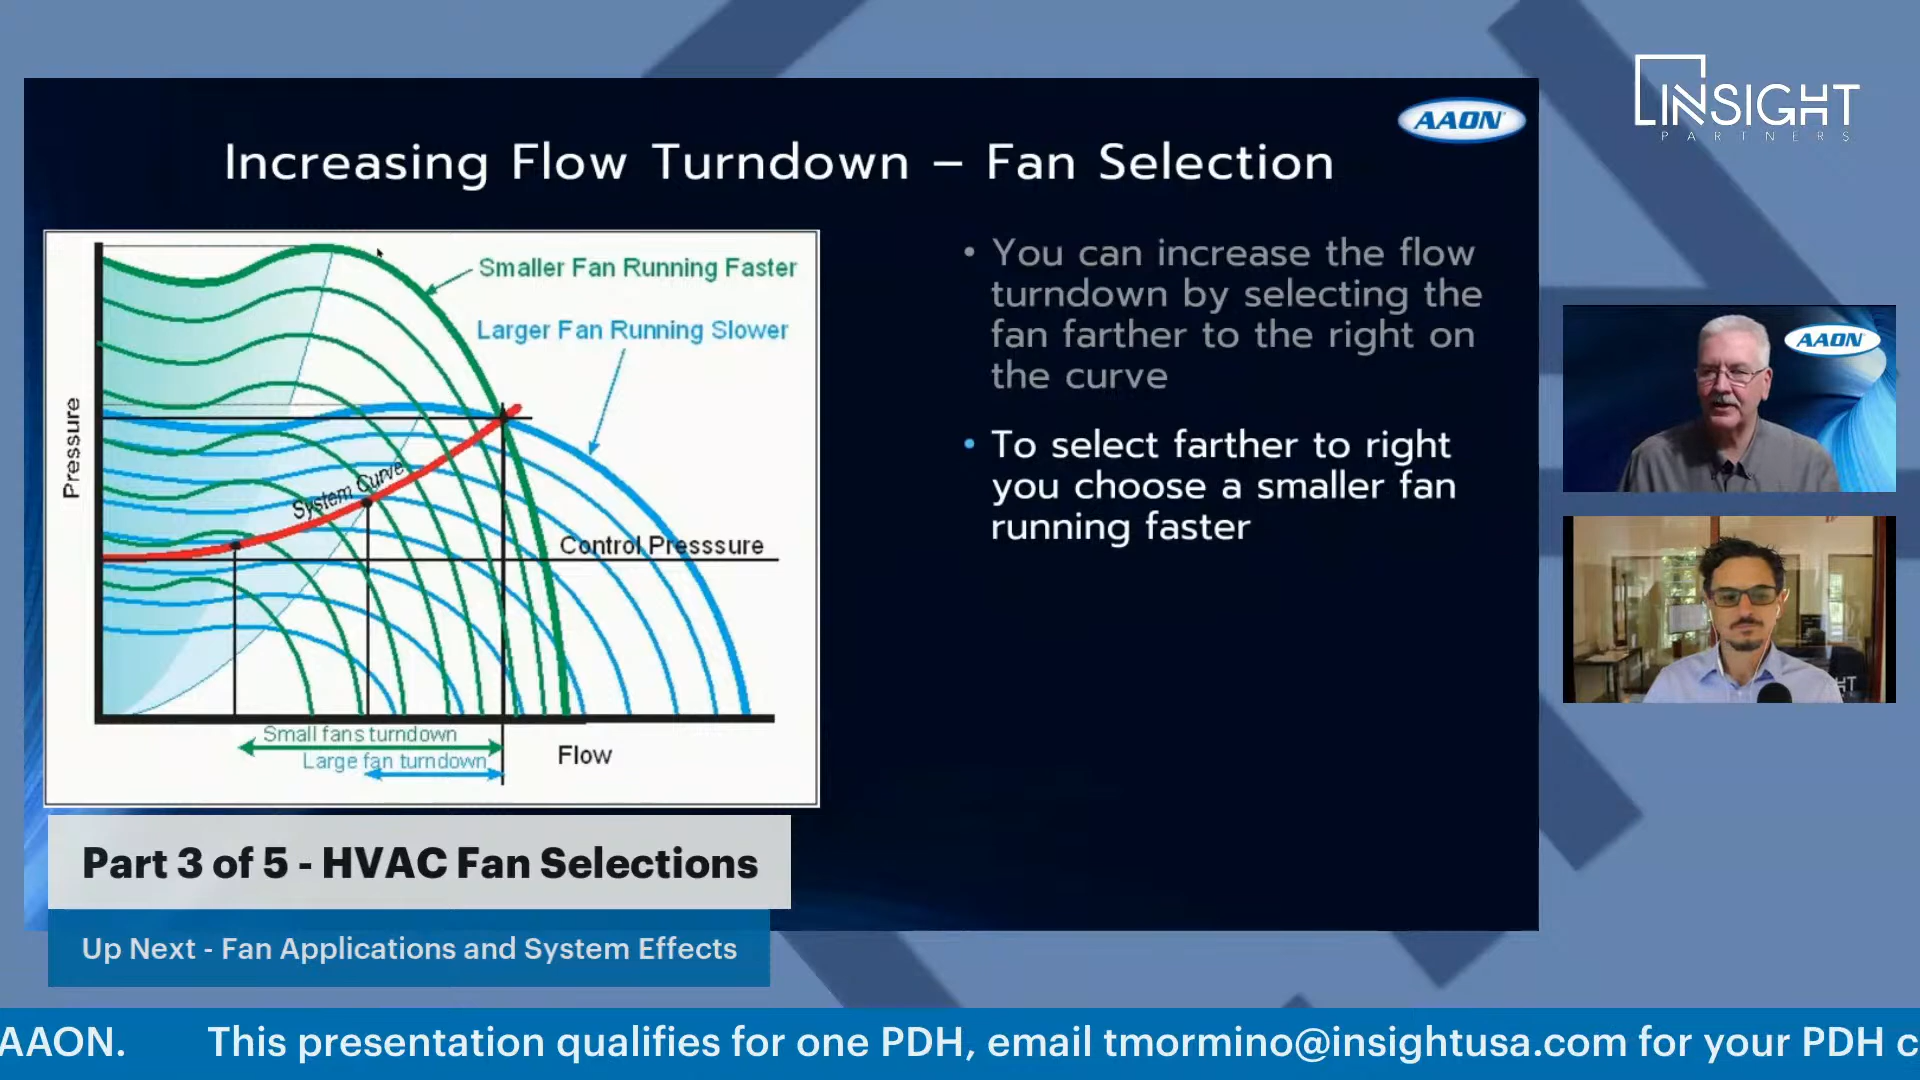 INSIGHT
PARTNERS
AAON
Increasing Flow Turndown – Fan Selection
Smaller Fan Running Faster
Larger Fan Running Slower
Pressure
System Curve
Control Presssure
Small fans turndown
Large fan turndown
Flow
• You can increase the flow
turndown by selecting the
fan farther to the right on
the curve
• To select farther to right
you choose a smaller fan
running faster
AAON
Part 3 of 5 - HVAC Fan Selections
Up Next - Fan Applications and System Effects
AAON. This presentation qualifies for one PDH, email tmormino@insightusa.com for your PDH c